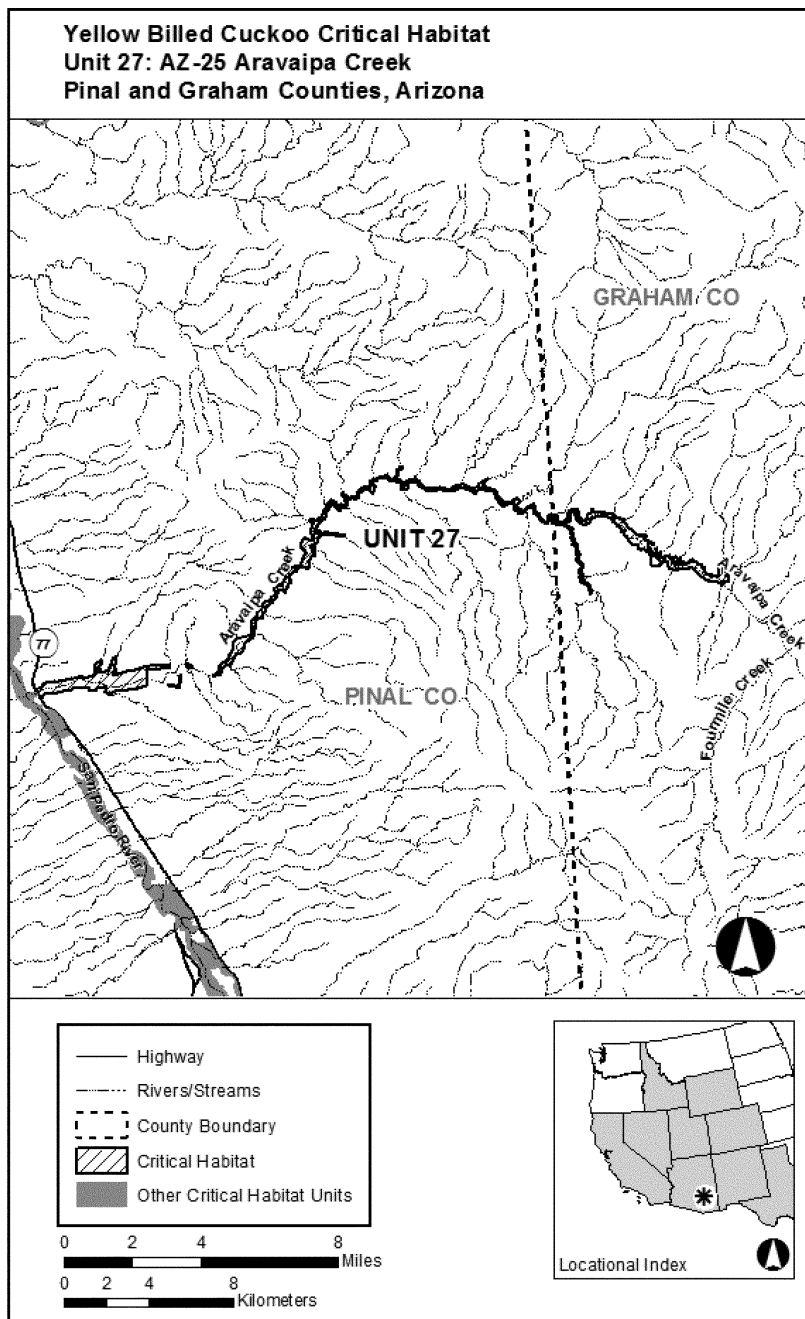 Yellow Billed Cuckoo Critical Habitat
Unit 27: AZ-25 Aravaipa Creek
Pinal and Graham Counties, Arizona
GRAHAM CO
UNIT 27
Aravaipa Creek
Aravaipa Creek
77
PINAL CO
Fourmile Creek
San Pedro River
Highway
Rivers/Streams
County Boundary
Critical Habitat
Other Critical Habitat Units
0 2 4 8
Miles
0 2 4 8
Kilometers
Locational Index